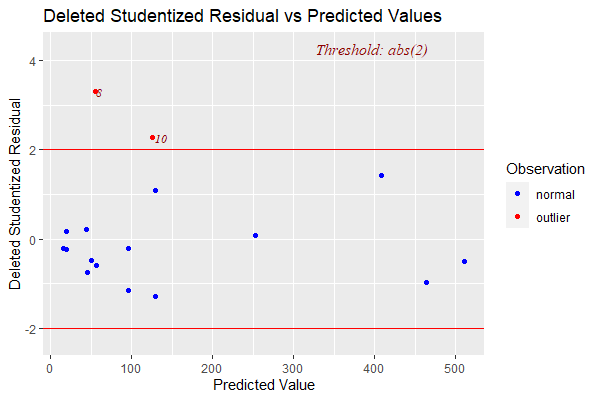 Deleted Studentized Residual vs Predicted Values
Threshold: abs(2)
4
2
0
-2
Deleted Studentized Residual
6
10
0
100
200
300
400
500
Predicted Value
Observation
normal
outlier